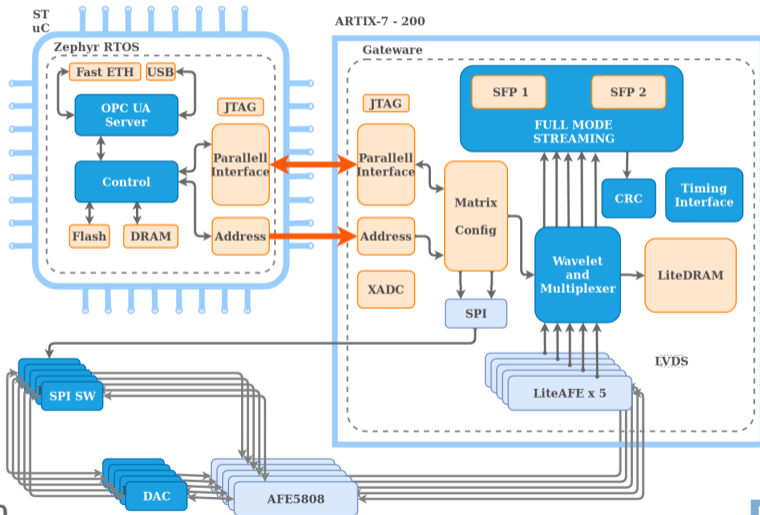 ST
uC
ARTIX-7 - 200
Zephyr RTOS
Gateware
Fast ETH
USB
SFP 1
SFP 2
OPC UA
Server
JTAG
JTAG
FULL MODE
STREAMING
Parallell
Interface
Parallell
Interface
Control
Matrix
Config
CRC
Timing
Interface
Flash
DRAM
Address
Address
Wavelet
and
Multiplexer
LiteDRAM
XADC
SPI
LVDS
SPI SW
LiteAFE x 5
DAC
AFE5808